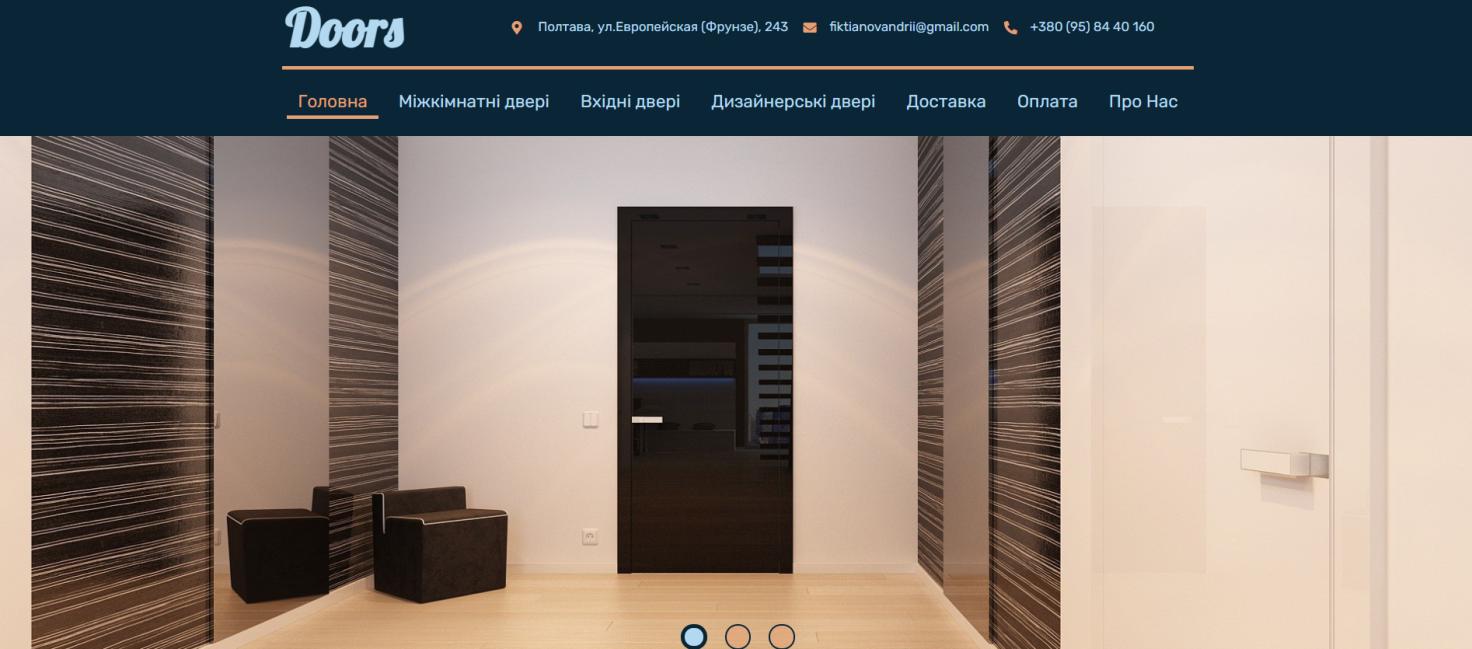 Doors
Полтава, ул.Европейская (Фрунзе), 243 fiktianovandrii@gmail.com +380 (95) 84 40 160
Головна Міжкімнатні двері Вхідні двері Дизайнерські двері Доставка Оплата Про Нас